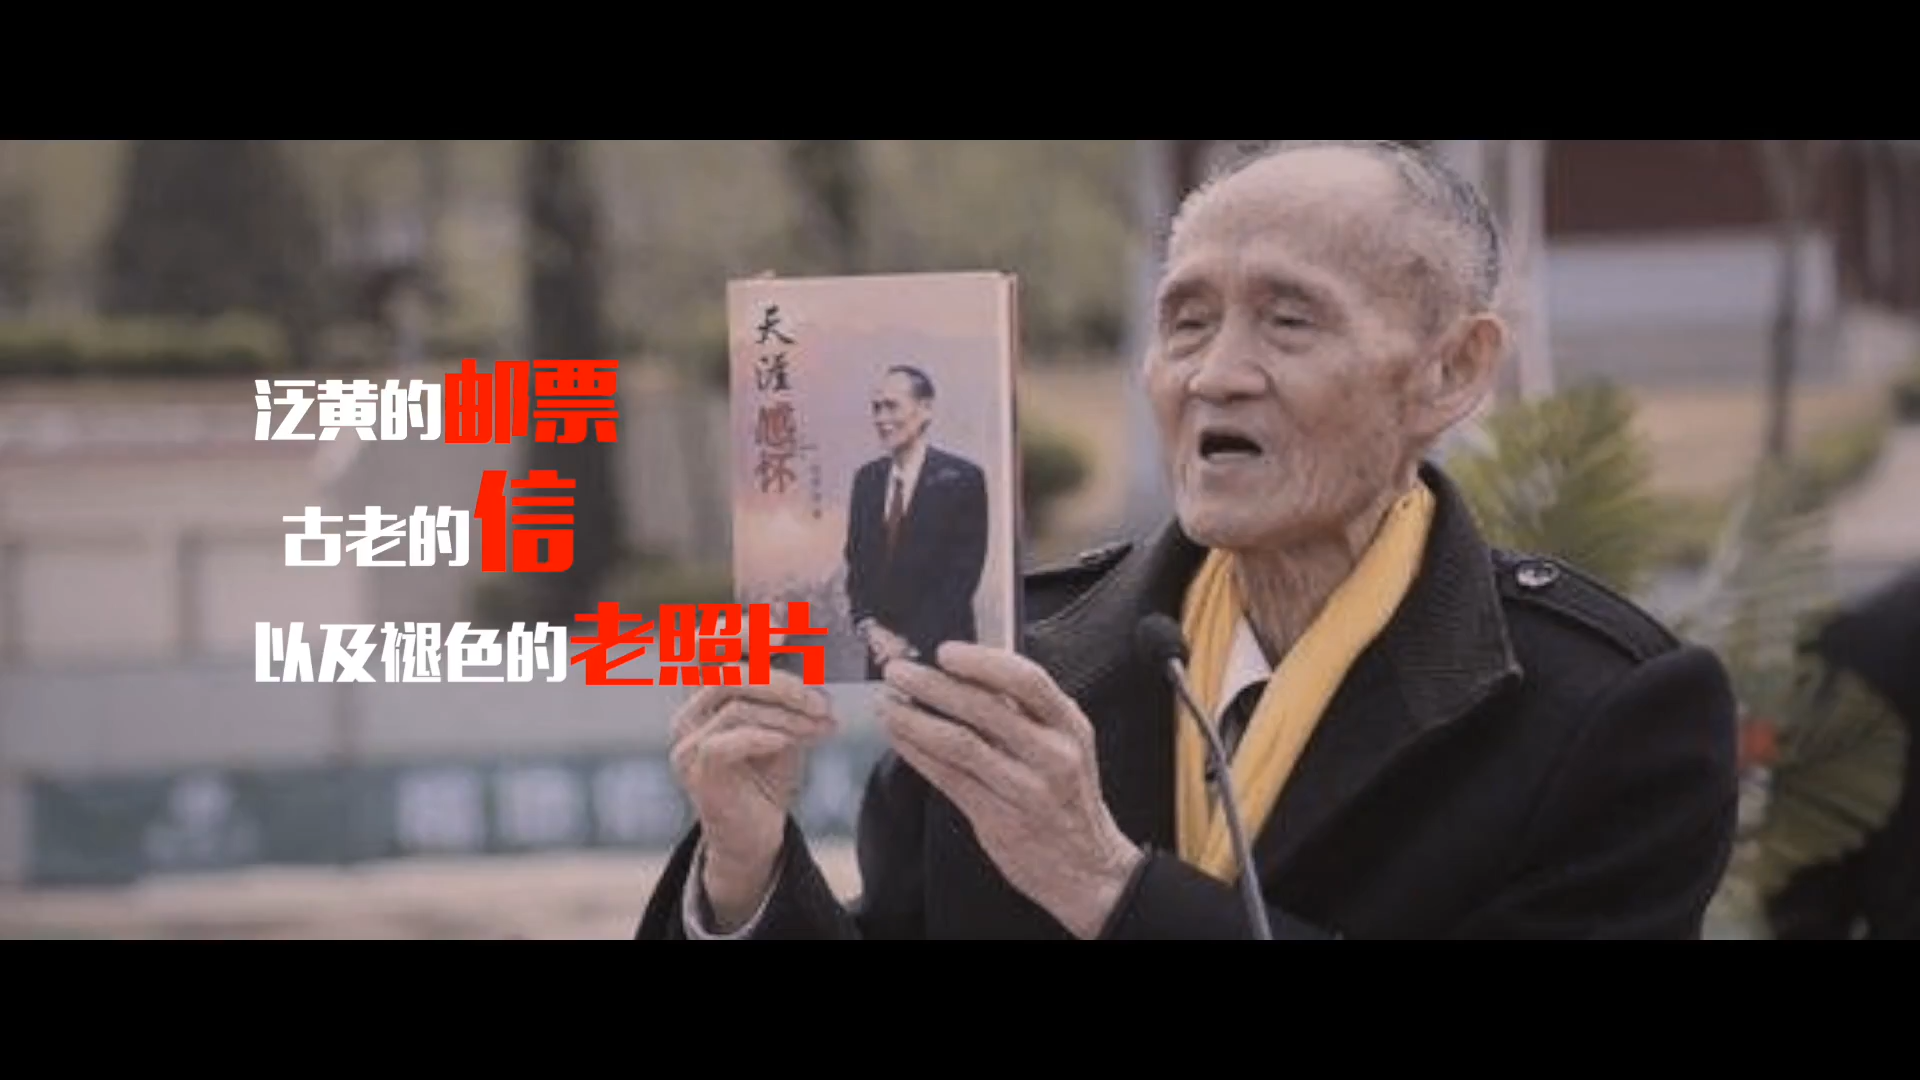 泛黄的邮票
古老的信
以及褪色的老照片
天涯感怀